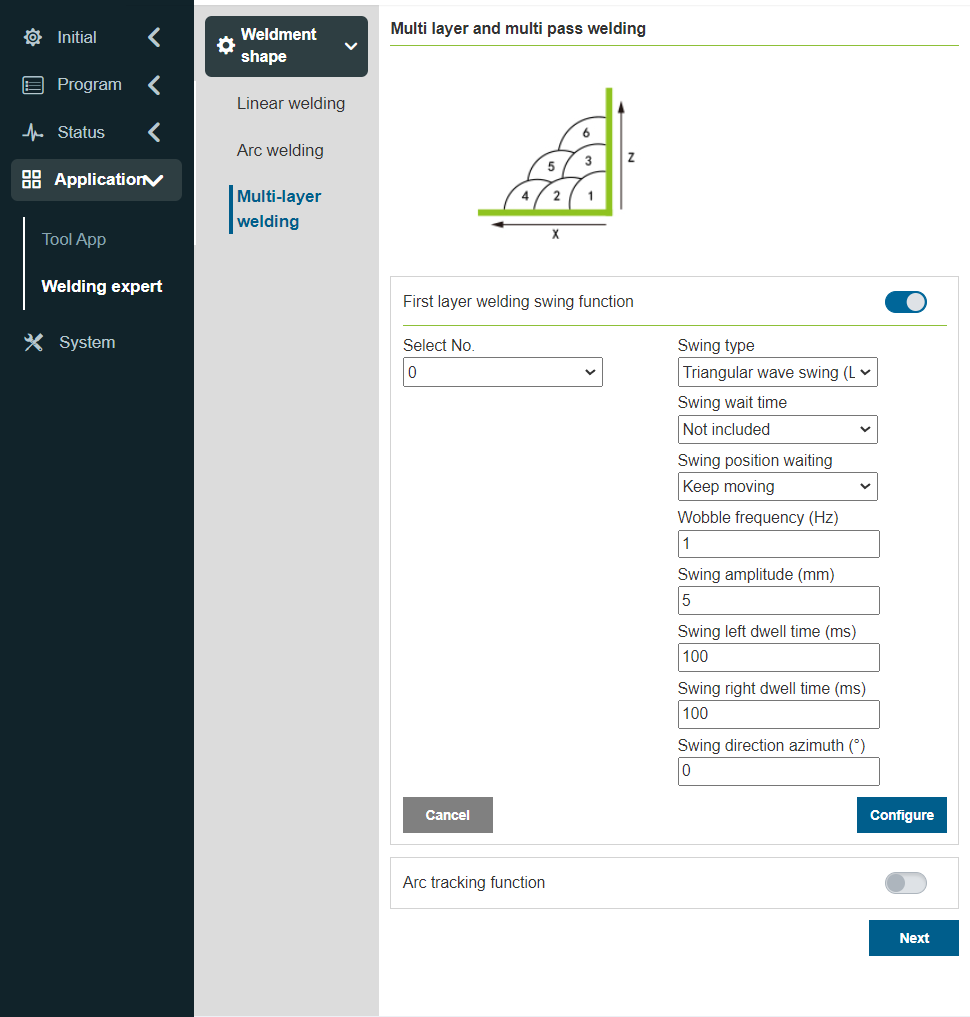 Initial
Program
Status
Application
Tool App
Welding expert
System
Weldment
shape
Linear welding
Arc welding
Multi-layer
welding
Multi layer and multi pass welding
6
5
3
4
2
1
Z
X
First layer welding swing function
Select No.
0
Swing type
Triangular wave swing (L
Swing wait time
Not included
Swing position waiting
Keep moving
Wobble frequency (Hz)
1
Swing amplitude (mm)
5
Swing left dwell time (ms)
100
Swing right dwell time (ms)
100
Swing direction azimuth (°)
0
Cancel
Configure
Arc tracking function
Next